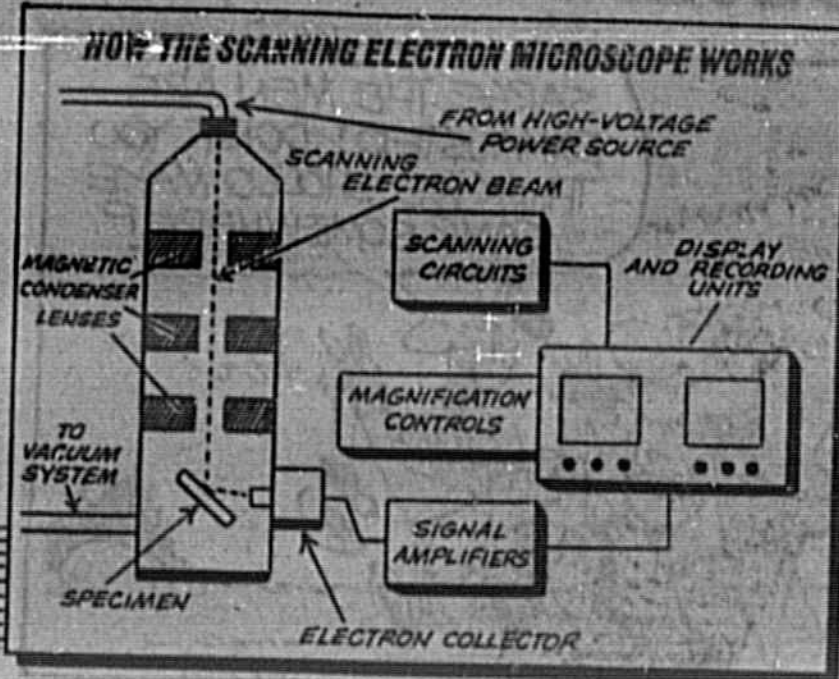 HOW THE SCANNING ELECTRON MICROSCOPE WORKS
FROM HIGH-VOLTAGE
POWER SOURCE
SCANNING
ELECTRON BEAM
SCANNING
CIRCUITS
DISPLAY
AND RECORDING
UNITS
MAGNETIC
CONDENSER
LENSES
MAGNIFICATION
CONTROLS
TO
VACUUM
SYSTEM
SIGNAL
AMPLIFIERS
SPECIMEN
ELECTRON COLLECTOR